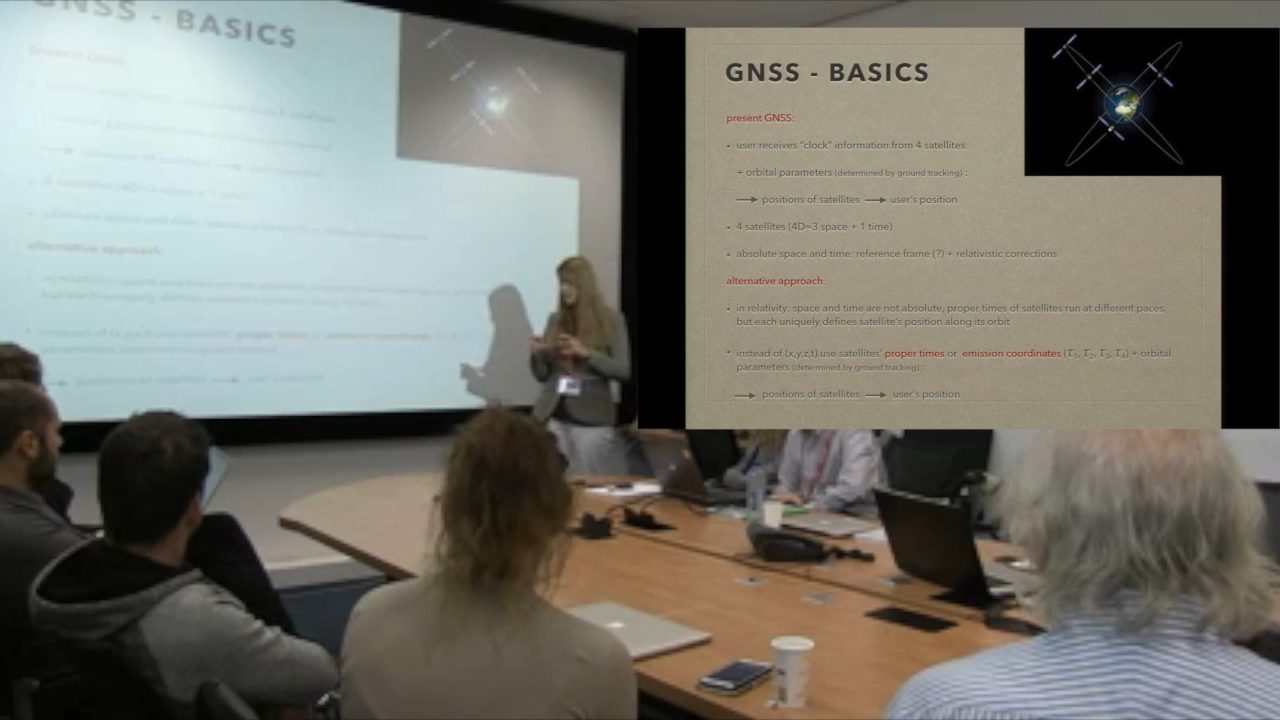 GNSS - BASICS
GNSS - BASICS
present GNSS:
• user receives "clock" information from 4 satellites
+ orbital parameters (determined by ground tracking) :
→ positions of satellites → user's position
• 4 satellites (4D=3 space + 1 time)
• absolute space and time: reference frame (?) + relativistic corrections
alternative approach:
• in relativity: space and time are not absolute, proper times of satellites run at different paces,
but each uniquely defines satellite's position along its orbit
• instead of (x,y,z,t) use satellites' proper times or emission coordinates (τ₁, τ₂, τ₃, τ₄) + orbital
parameters (determined by ground tracking) :
→ positions of satellites → user's position